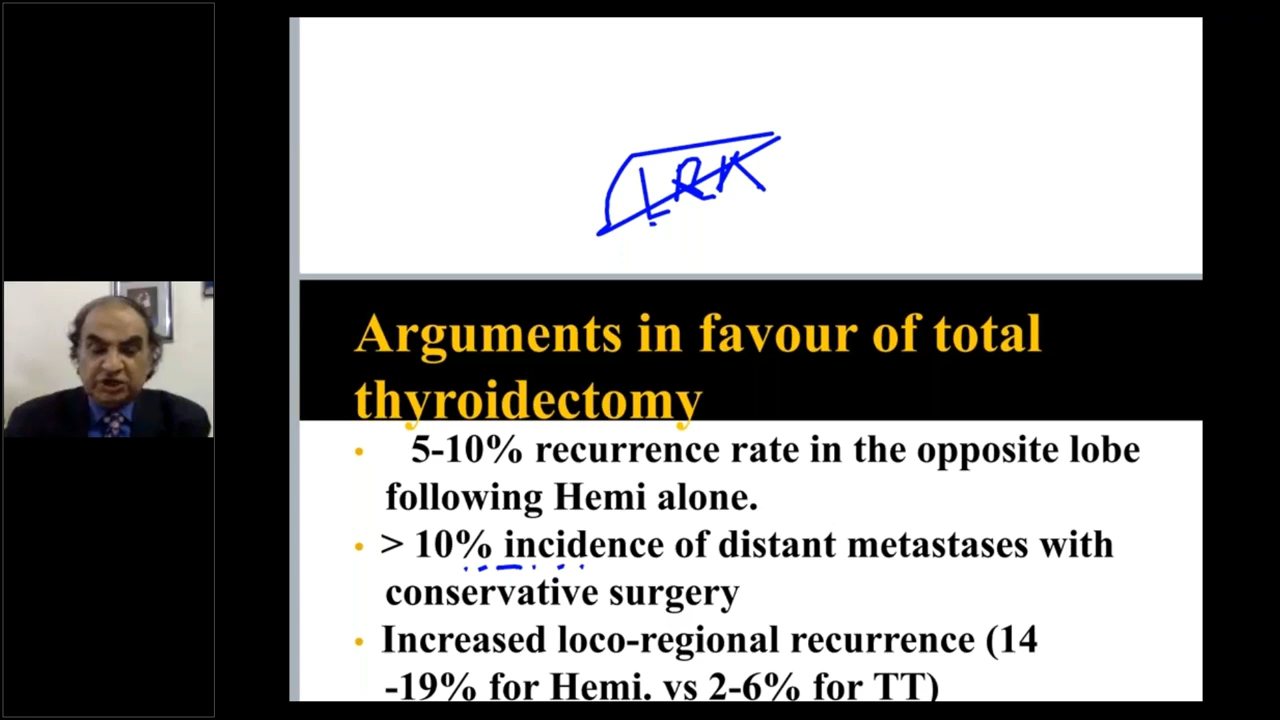 LRK
Arguments in favour of total
thyroidectomy
• 5-10% recurrence rate in the opposite lobe
following Hemi alone.
• > 10% incidence of distant metastases with
conservative surgery
• Increased loco-regional recurrence (14
-19% for Hemi. vs 2-6% for TT)